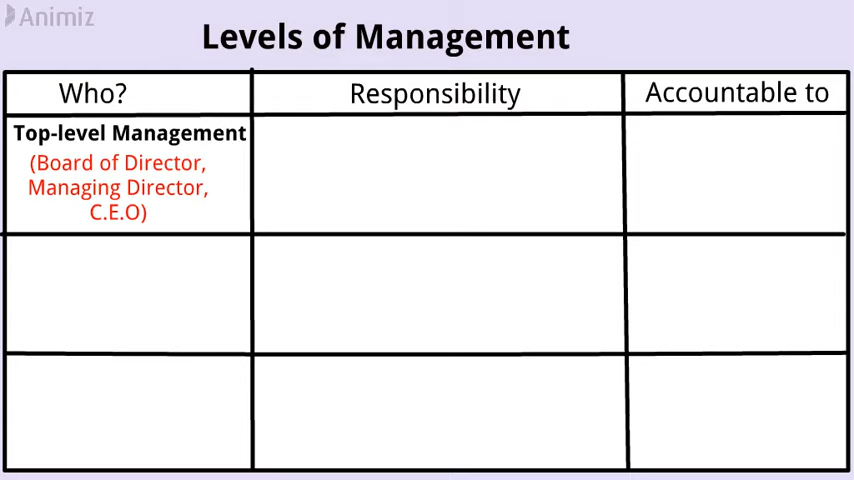 Animiz
Levels of Management
Who?
Responsibility
Accountable to
Top-level Management
(Board of Director,
Managing Director,
C.E.O)